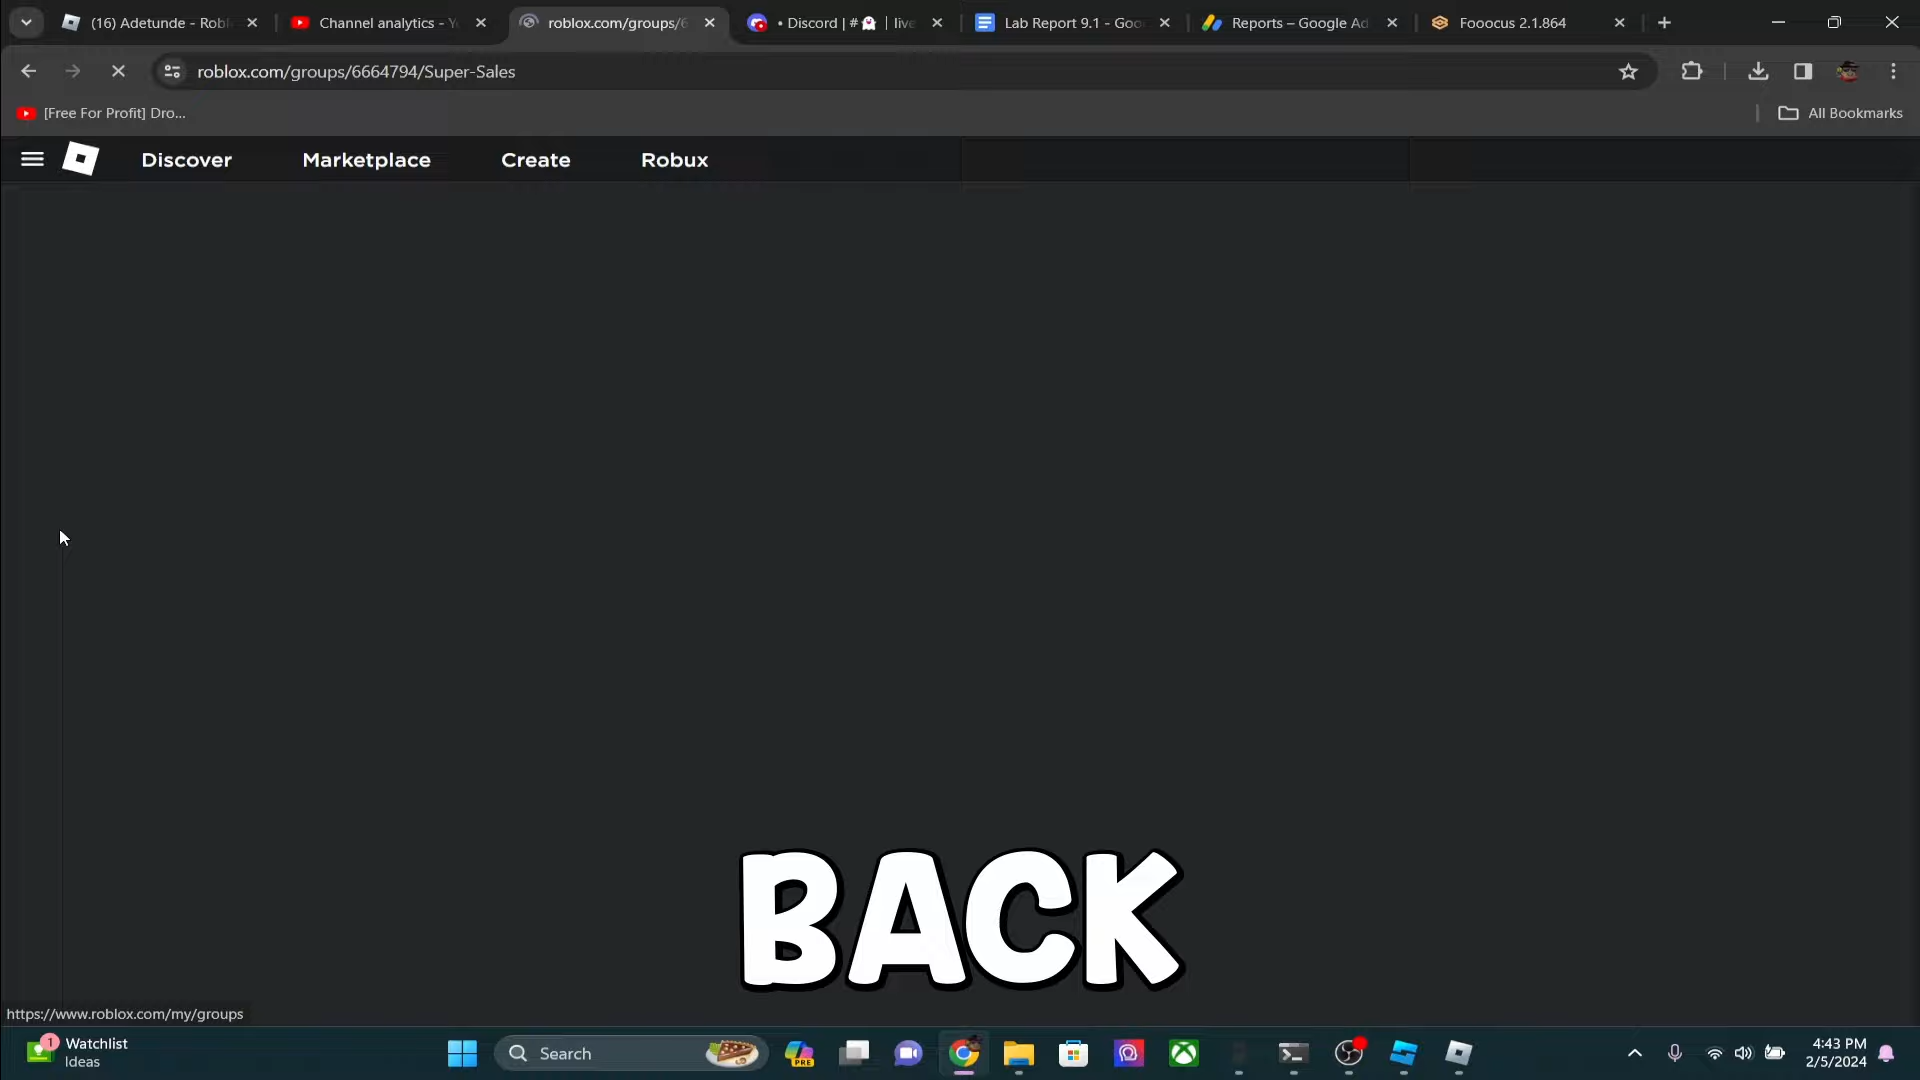 (16) Adetunde - Robl
Channel analytics - Y
roblox.com/groups/6
• Discord | # | live
Lab Report 9.1 - Goo
Reports – Google Ad
Fooocus 2.1.864
roblox.com/groups/6664794/Super-Sales
[Free For Profit] Dro...
All Bookmarks
Discover
Marketplace
Create
Robux
BACK
https://www.roblox.com/my/groups
1
Watchlist
Ideas
Search
PRE
4:43 PM
2/5/2024